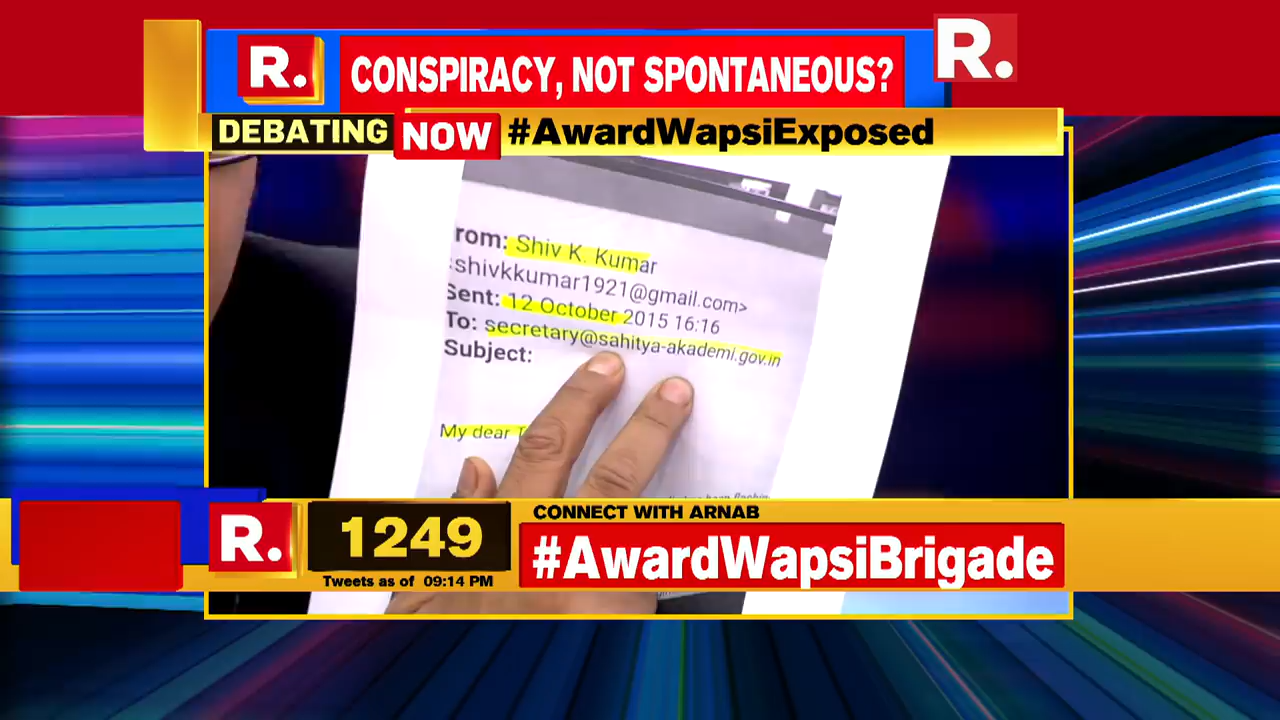 R.
CONSPIRACY, NOT SPONTANEOUS?
R.
DEBATING NOW #AwardWapsiExposed
rom: Shiv K. Kumar
shivkkumar1921@gmail.com>
Sent: 12 October 2015 16:16
To: secretary@sahitya-akademi.gov.in
Subject:
My dear
R.
1249
Tweets as of 09:14 PM
CONNECT WITH ARNAB
#AwardWapsiBrigade